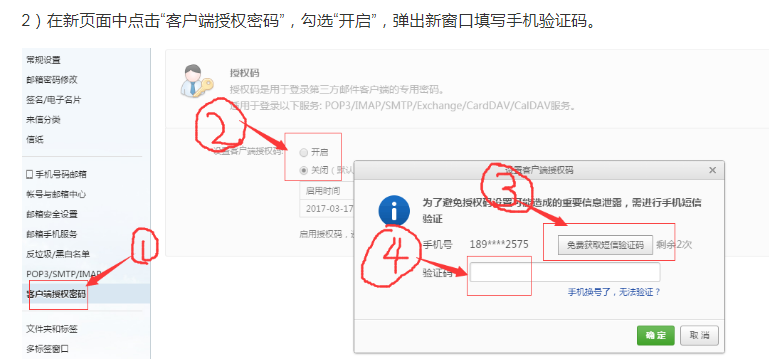 2）在新页面中点击“客户端授权密码”，勾选“开启”，弹出新窗口填写手机验证码。
常规设置
邮箱密码修改
签名/电子名片
来信分类
信纸
手机号码邮箱
帐号与邮箱中心
邮箱安全设置
邮箱手机服务
反垃圾/黑白名单
POP3/SMTP/IMAP
客户端授权密码
文件夹和标签
多标签窗口
1
授权码
授权码是用于登录第三方邮件客户端的专用密码。
适用于登录以下服务: POP3/IMAP/SMTP/Exchange/CardDAV/CalDAV服务。
2
设置客户端授权码:
开启
关闭
启用时间
2017-03-17
启用授权码，
设置客户端授权码
3
为了避免授权码设置可能造成的重要信息泄露，需进行手机短信
验证
手机号 189****2575 免费获取短信验证码 剩余2次
4
验证码
手机换号了，无法验证？
确定 取消